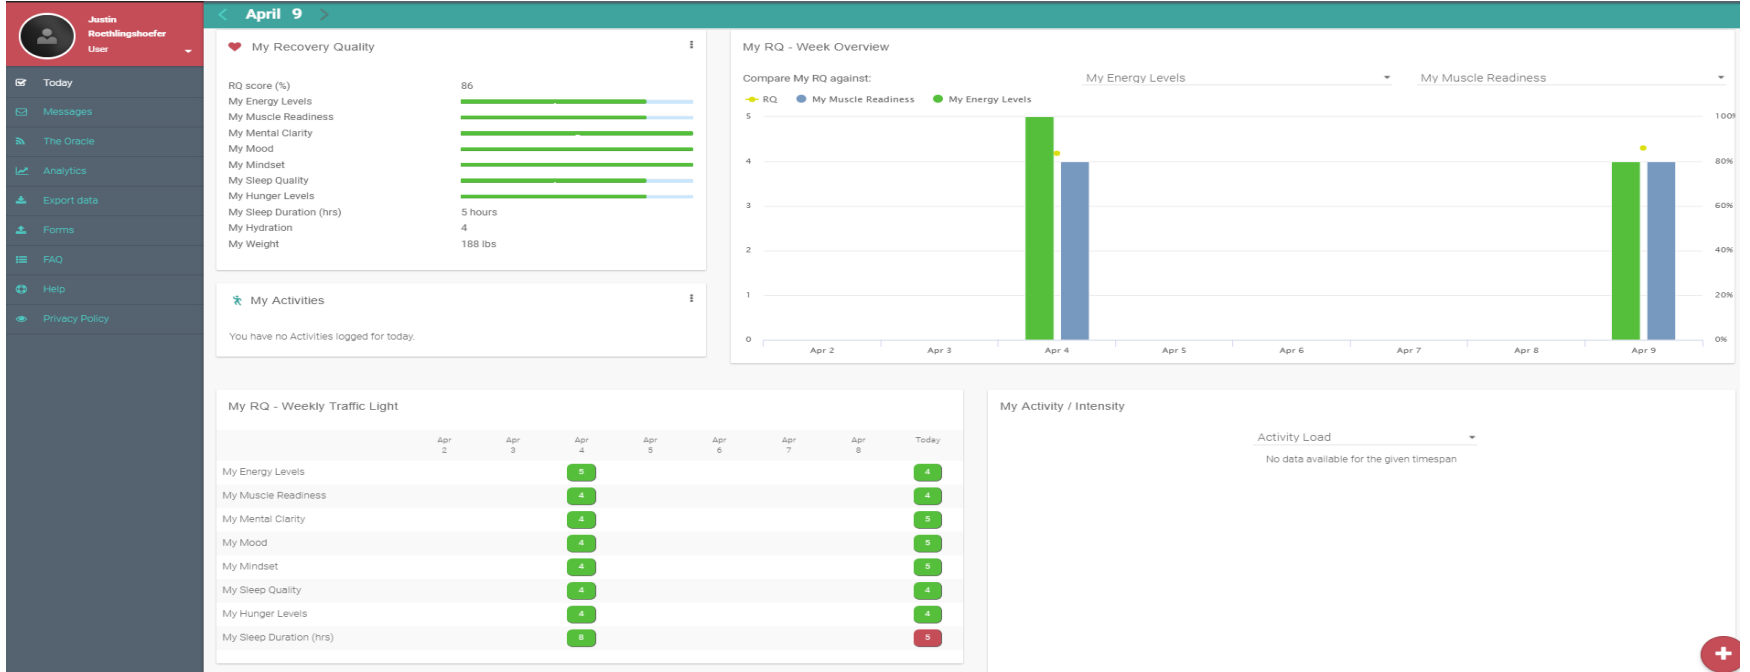 Justin
Roethlingshoefer
User
Today
Messages
The Oracle
Analytics
Export data
Forms
FAQ
Help
Privacy Policy
< April 9 >
My Recovery Quality
RQ score (%) 86
My Energy Levels
My Muscle Readiness
My Mental Clarity
My Mood
My Mindset
My Sleep Quality
My Hunger Levels
My Sleep Duration (hrs) 5 hours
My Hydration 4
My Weight 188 lbs
My Activities
You have no Activities logged for today.
My RQ - Week Overview
Compare My RQ against: My Energy Levels My Muscle Readiness
RQ My Muscle Readiness My Energy Levels
5 100%
4 80%
3 60%
2 40%
1 20%
0 0%
Apr 2 Apr 3 Apr 4 Apr 5 Apr 6 Apr 7 Apr 8 Apr 9
My RQ - Weekly Traffic Light
Apr Apr Apr Apr Apr Apr Apr Today
2 3 4 5 6 7 8
My Energy Levels 5 4
My Muscle Readiness 4 4
My Mental Clarity 4 5
My Mood 4 5
My Mindset 4 5
My Sleep Quality 4 4
My Hunger Levels 4 4
My Sleep Duration (hrs) 8 5
My Activity / Intensity
Activity Load
No data available for the given timespan
+